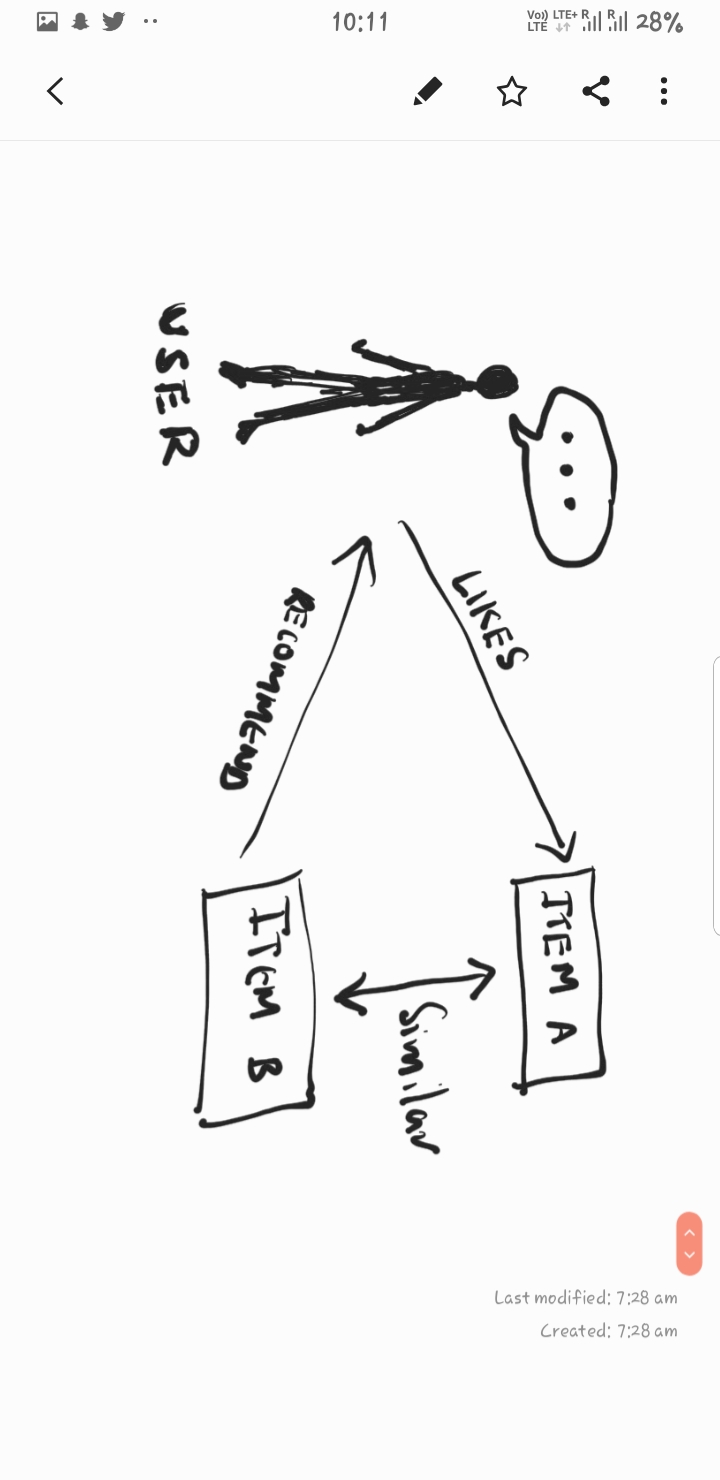 10:11
Vo)) LTE+ R R 28%
LTE
USER
LIKES
RECOMMEND
ITEM A
ITEM B
Similar
Last modified: 7:28 am
Created: 7:28 am